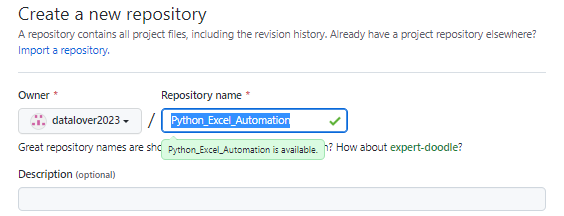 Create a new repository
A repository contains all project files, including the revision history. Already have a project repository elsewhere?
Import a repository.
Owner *
Repository name *
datalover2023
/
Python_Excel_Automation
Great repository names are sho
Python_Excel_Automation is available.
? How about expert-doodle?
Description (optional)